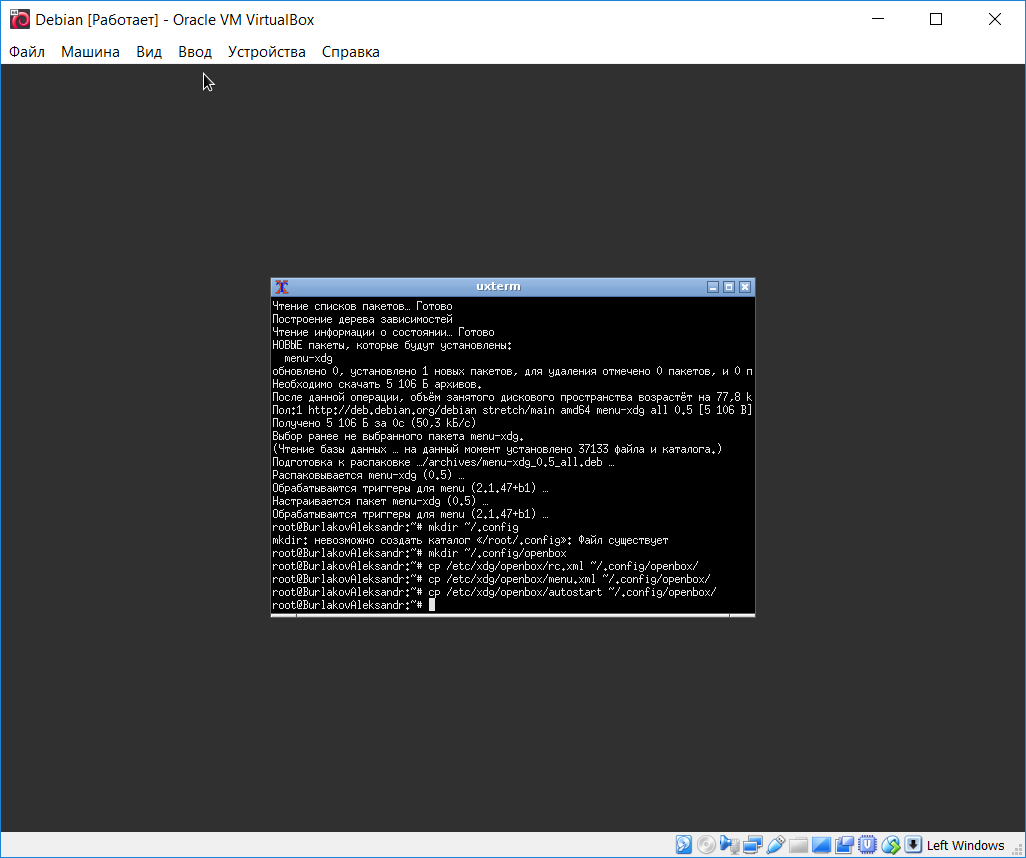 Debian [Работает] - Oracle VM VirtualBox
Файл Машина Вид Ввод Устройства Справка
uxterm
Чтение списков пакетов… Готово
Построение дерева зависимостей
Чтение информации о состоянии… Готово
НОВЫЕ пакеты, которые будут установлены:
menu-xdg
обновлено 0, установлено 1 новых пакетов, для удаления отмечено 0 пакетов, и 0 п
Необходимо скачать 5 106 Б архивов.
После данной операции, объём занятого дискового пространства возрастёт на 77,8 k
Пол:1 http://deb.debian.org/debian stretch/main amd64 menu-xdg all 0.5 [5 106 B]
Получено 5 106 Б за 0с (50,3 kБ/c)
Выбор ранее не выбранного пакета menu-xdg.
(Чтение базы данных … на данный момент установлено 37133 файла и каталога.)
Подготовка к распаковке …/archives/menu-xdg_0.5_all.deb …
Распаковывается menu-xdg (0.5) …
Обрабатываются триггеры для menu (2.1.47+b1) …
Настраивается пакет menu-xdg (0.5) …
Обрабатываются триггеры для menu (2.1.47+b1) …
root@BurlakovAleksandr:~# mkdir ~/.config
mkdir: невозможно создать каталог «/root/.config»: Файл существует
root@BurlakovAleksandr:~# mkdir ~/.config/openbox
root@BurlakovAleksandr:~# cp /etc/xdg/openbox/rc.xml ~/.config/openbox/
root@BurlakovAleksandr:~# cp /etc/xdg/openbox/menu.xml ~/.config/openbox/
root@BurlakovAleksandr:~# cp /etc/xdg/openbox/autostart ~/.config/openbox/
root@BurlakovAleksandr:~#
Left Windows